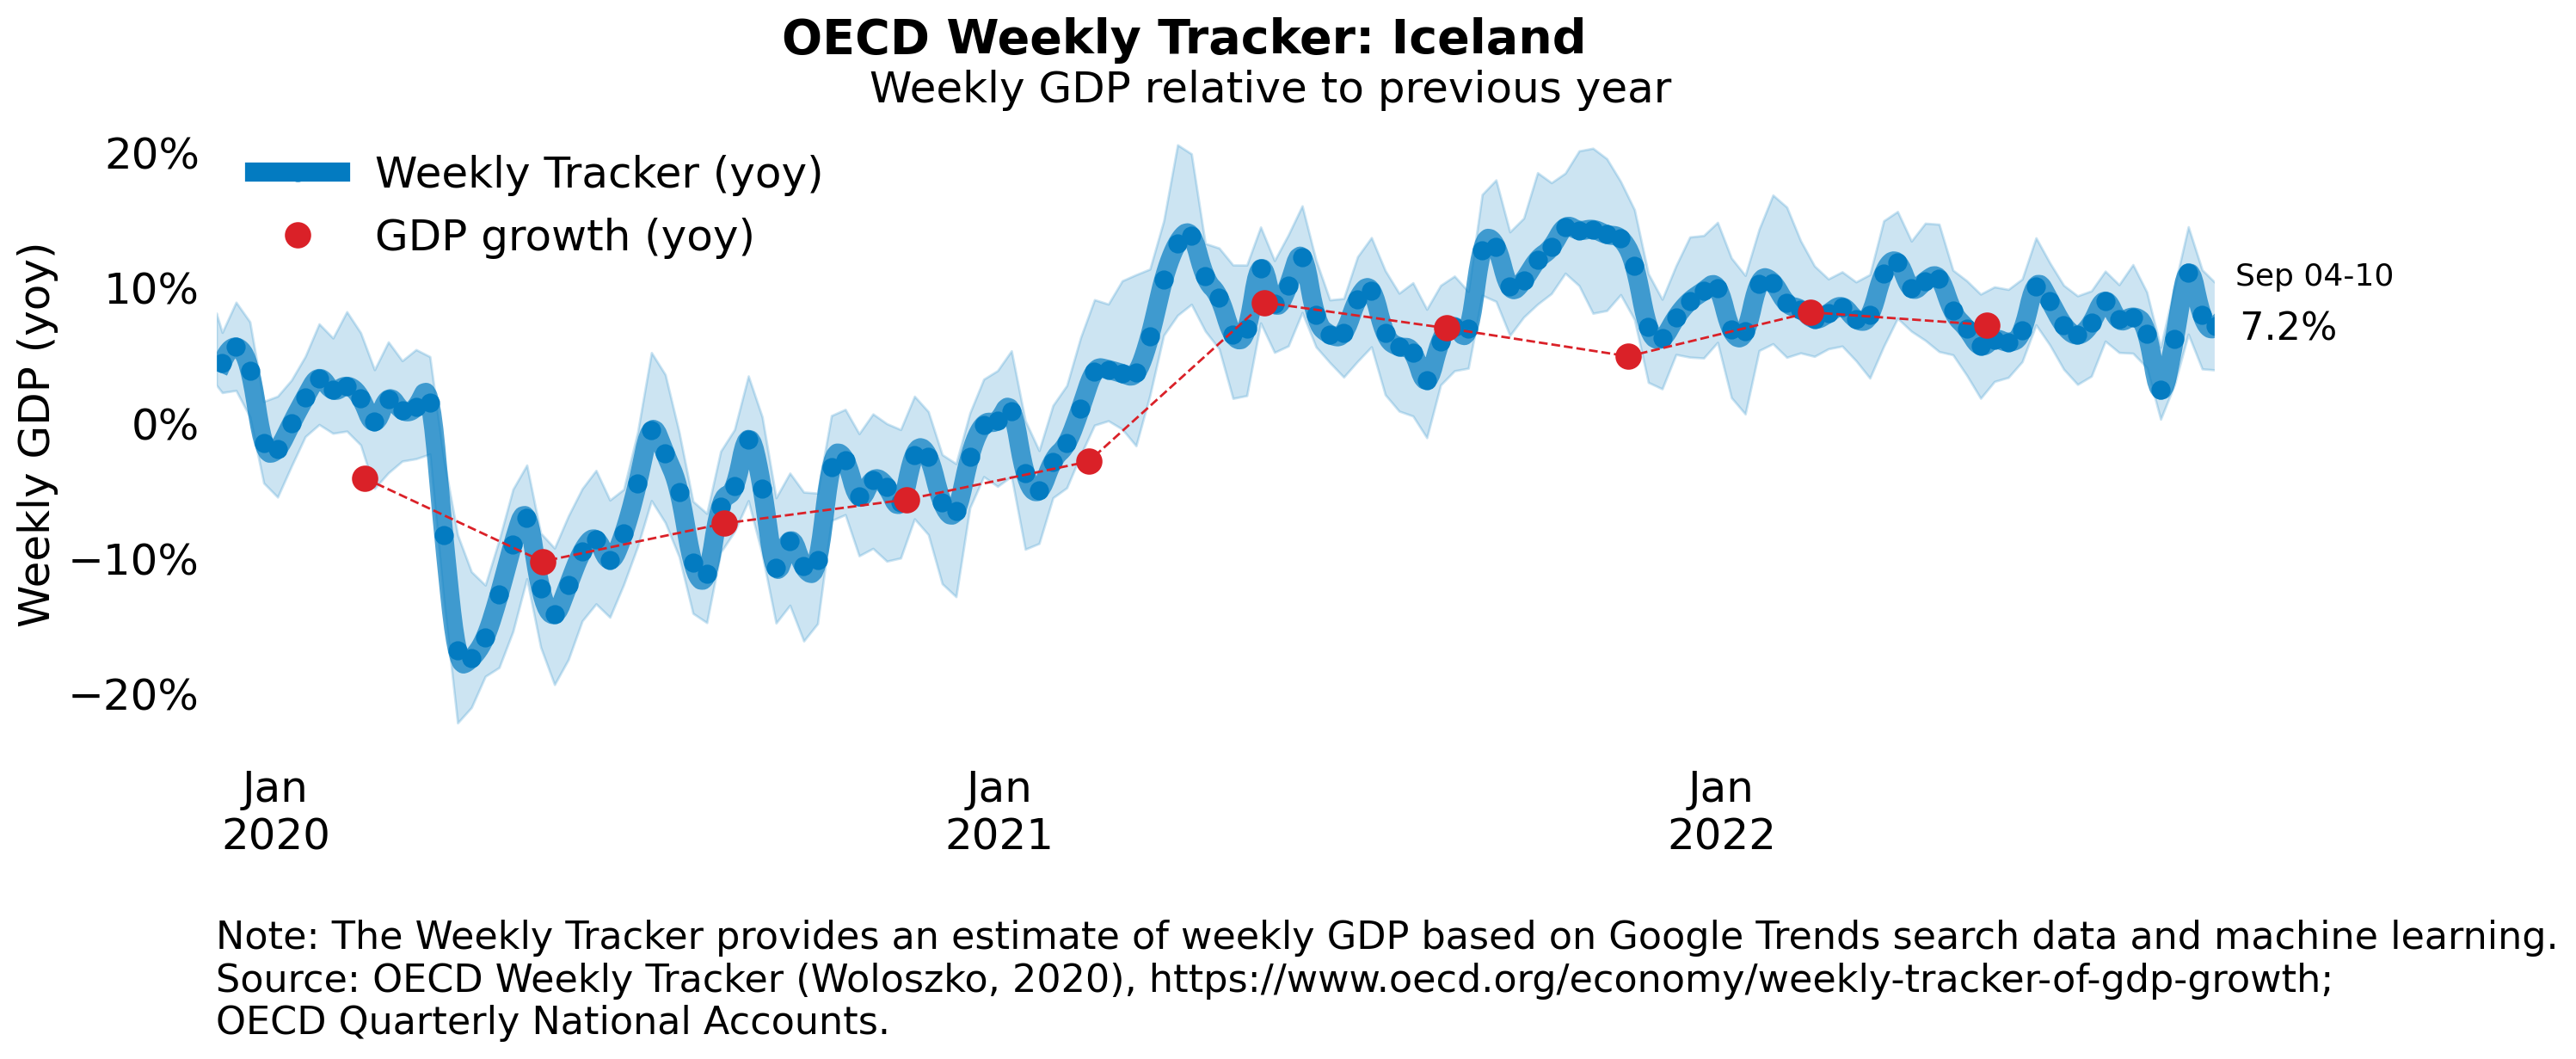 OECD Weekly Tracker: Iceland
Weekly GDP relative to previous year
Weekly GDP (yoy)
20%
10%
0%
−10%
−20%
Weekly Tracker (yoy)
GDP growth (yoy)
Sep 04-10
7.2%
Jan
2020
Jan
2021
Jan
2022
Note: The Weekly Tracker provides an estimate of weekly GDP based on Google Trends search data and machine learning.
Source: OECD Weekly Tracker (Woloszko, 2020), https://www.oecd.org/economy/weekly-tracker-of-gdp-growth;
OECD Quarterly National Accounts.